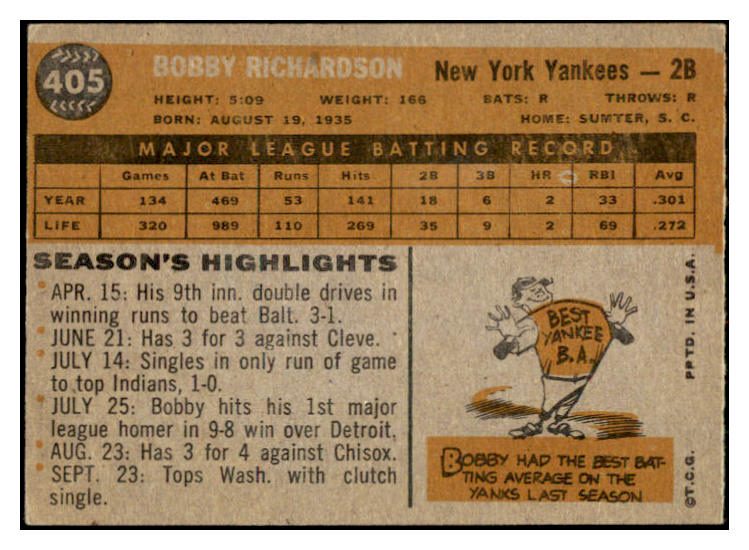 405
BOBBY RICHARDSON New York Yankees — 2B
HEIGHT: 5:09 WEIGHT: 166 BATS: R THROWS: R
BORN: AUGUST 19, 1935 HOME: SUMTER, S. C.
MAJOR LEAGUE BATTING RECORD
Games At Bat Runs Hits 2B 3B HR RBI Avg
YEAR 134 469 53 141 18 6 2 33 .301
LIFE 320 989 110 269 35 9 2 69 .272
SEASON'S HIGHLIGHTS
APR. 15: His 9th inn. double drives in
winning runs to beat Balt. 3-1.
JUNE 21: Has 3 for 3 against Cleve.
JULY 14: Singles in only run of game
to top Indians, 1-0.
JULY 25: Bobby hits his 1st major
league homer in 9-8 win over Detroit.
AUG. 23: Has 3 for 4 against Chisox.
SEPT. 23: Tops Wash. with clutch
single.
BEST
YANKEE
B.A.
BOBBY HAD THE BEST BAT-
TING AVERAGE ON THE
YANKS LAST SEASON
©T.C.G. PRTD. IN U.S.A.